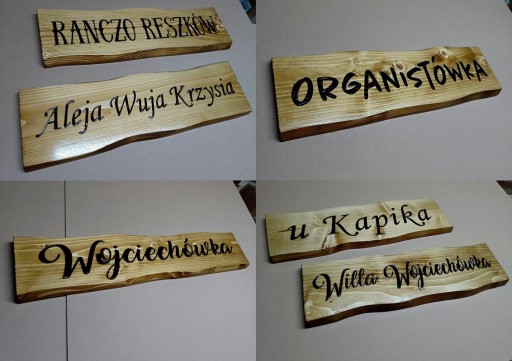 RANCZO RESZKÓW
Aleja Wuja Krzysia
ORGANISTÓWKA
Wojciechówka
u Kapika
Willa Wojciechówka